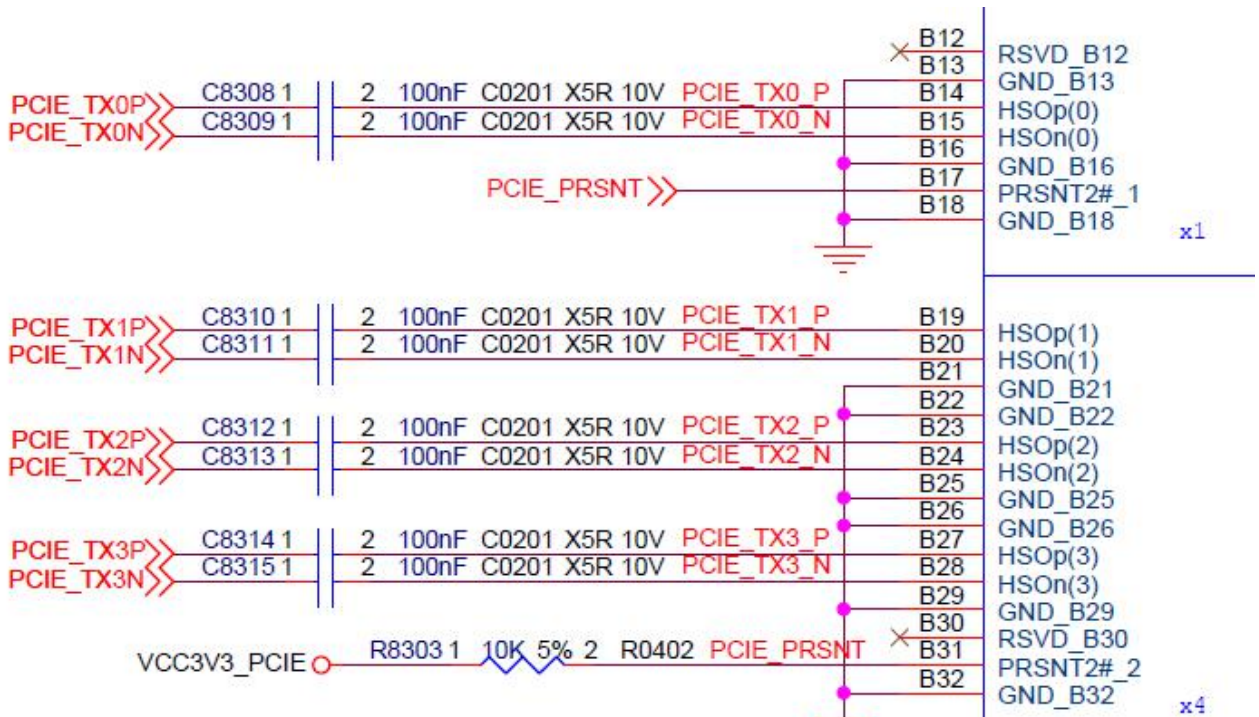 B12 RSVD_B12
B13 GND_B13
PCIE_TX0P C8308 1 2 100nF C0201 X5R 10V PCIE_TX0_P B14 HSOp(0)
PCIE_TX0N C8309 1 2 100nF C0201 X5R 10V PCIE_TX0_N B15 HSOn(0)
B16 GND_B16
PCIE_PRSNT B17 PRSNT2#_1
B18 GND_B18
x1
PCIE_TX1P C8310 1 2 100nF C0201 X5R 10V PCIE_TX1_P B19 HSOp(1)
PCIE_TX1N C8311 1 2 100nF C0201 X5R 10V PCIE_TX1_N B20 HSOn(1)
B21 GND_B21
B22 GND_B22
PCIE_TX2P C8312 1 2 100nF C0201 X5R 10V PCIE_TX2_P B23 HSOp(2)
PCIE_TX2N C8313 1 2 100nF C0201 X5R 10V PCIE_TX2_N B24 HSOn(2)
B25 GND_B25
B26 GND_B26
PCIE_TX3P C8314 1 2 100nF C0201 X5R 10V PCIE_TX3_P B27 HSOp(3)
PCIE_TX3N C8315 1 2 100nF C0201 X5R 10V PCIE_TX3_N B28 HSOn(3)
B29 GND_B29
B30 RSVD_B30
VCC3V3_PCIE R8303 1 10K 5% 2 R0402 PCIE_PRSNT B31 PRSNT2#_2
B32 GND_B32
x4